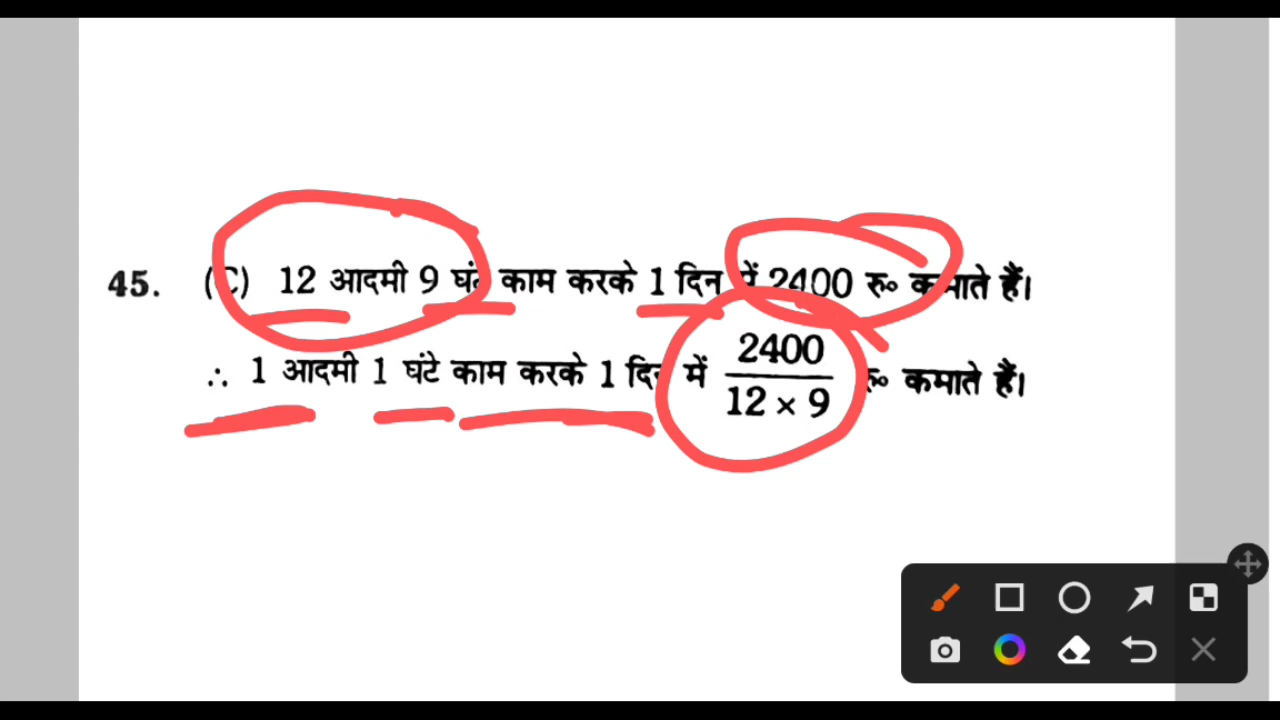 45. (C) 12 आदमी 9 घंटे काम करके 1 दिन में 2400 रु० कमाते हैं।
∴ 1 आदमी 1 घंटे काम करके 1 दिन में 2400 / 12 × 9 रु० कमाते हैं।